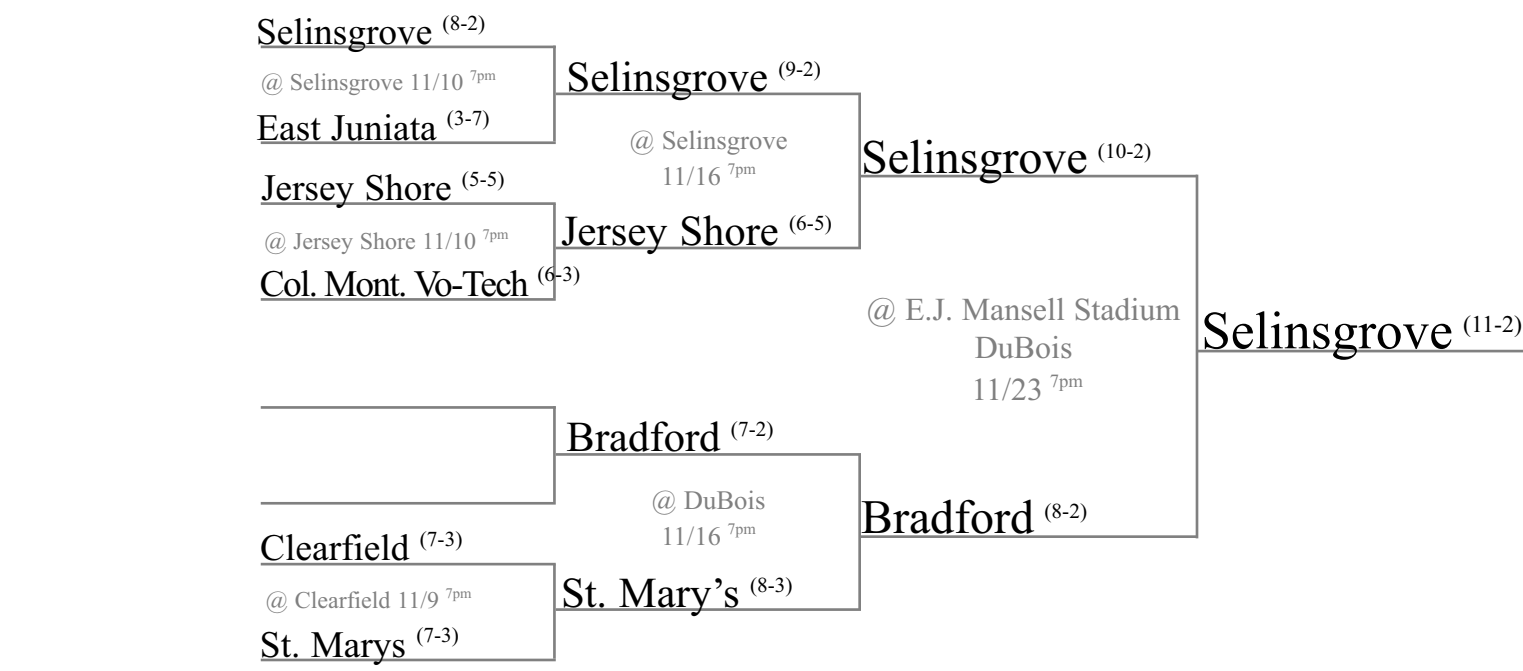 Selinsgrove (8-2)
@ Selinsgrove 11/10 7pm
East Juniata (3-7)
Jersey Shore (5-5)
@ Jersey Shore 11/10 7pm
Col. Mont. Vo-Tech (6-3)
Clearfield (7-3)
@ Clearfield 11/9 7pm
St. Marys (7-3)
Selinsgrove (9-2)
@ Selinsgrove
11/16 7pm
Jersey Shore (6-5)
Bradford (7-2)
@ DuBois
11/16 7pm
St. Mary’s (8-3)
Selinsgrove (10-2)
@ E.J. Mansell Stadium
DuBois
11/23 7pm
Bradford (8-2)
Selinsgrove (11-2)